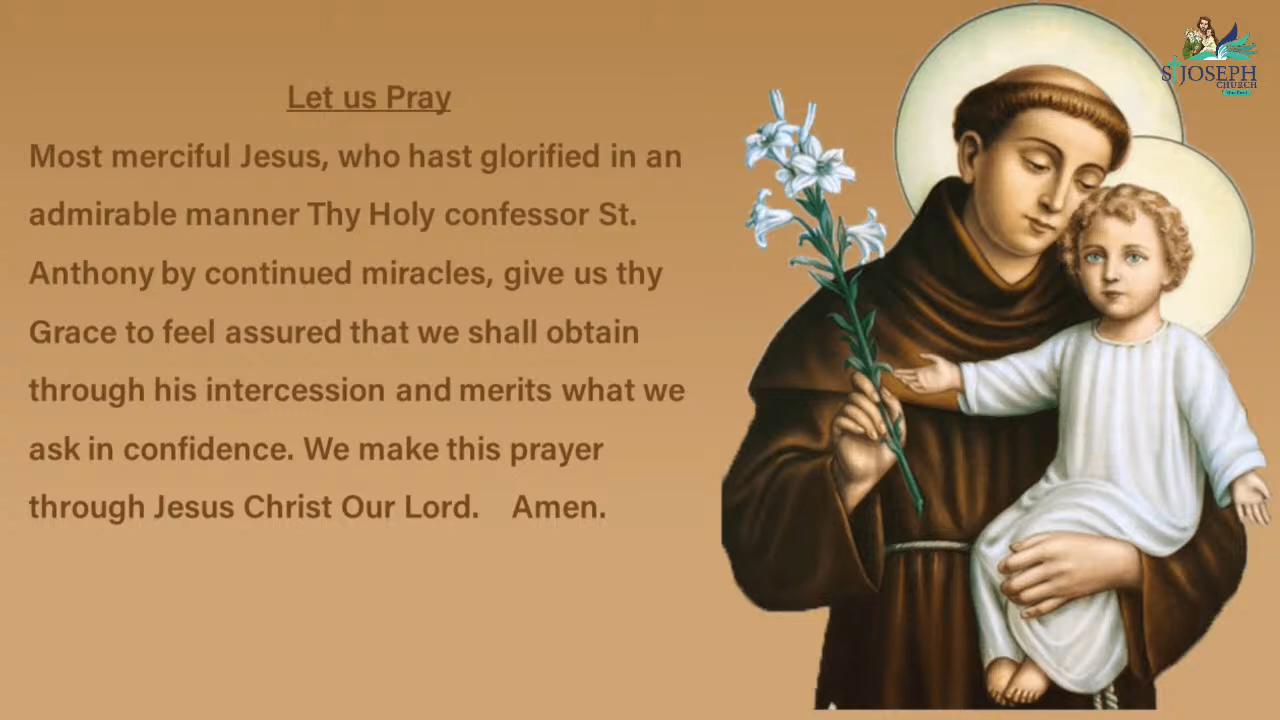 Let us Pray
Most merciful Jesus, who hast glorified in an
admirable manner Thy Holy confessor St.
Anthony by continued miracles, give us thy
Grace to feel assured that we shall obtain
through his intercession and merits what we
ask in confidence. We make this prayer
through Jesus Christ Our Lord. Amen.
ST JOSEPH
CHURCH